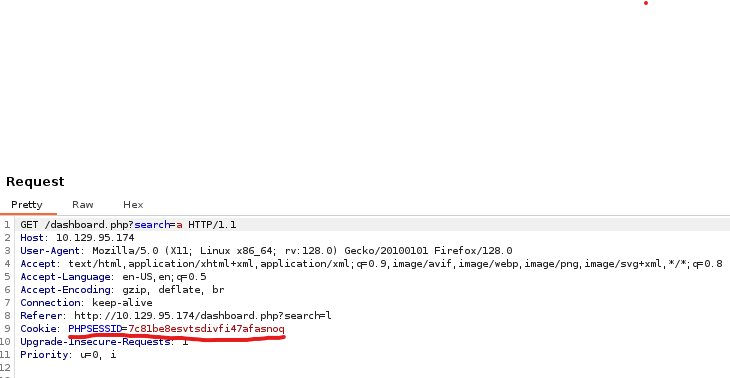 Request
Pretty Raw Hex
1 GET /dashboard.php?search=a HTTP/1.1
2 Host: 10.129.95.174
3 User-Agent: Mozilla/5.0 (X11; Linux x86_64; rv:128.0) Gecko/20100101 Firefox/128.0
4 Accept: text/html,application/xhtml+xml,application/xml;q=0.9,image/avif,image/webp,image/png,image/svg+xml,*/*;q=0.8
5 Accept-Language: en-US,en;q=0.5
6 Accept-Encoding: gzip, deflate, br
7 Connection: keep-alive
8 Referer: http://10.129.95.174/dashboard.php?search=l
9 Cookie: PHPSESSID=7c81be8esvtsdivfi47afasnoq
10 Upgrade-Insecure-Requests: 1
11 Priority: u=0, i
12